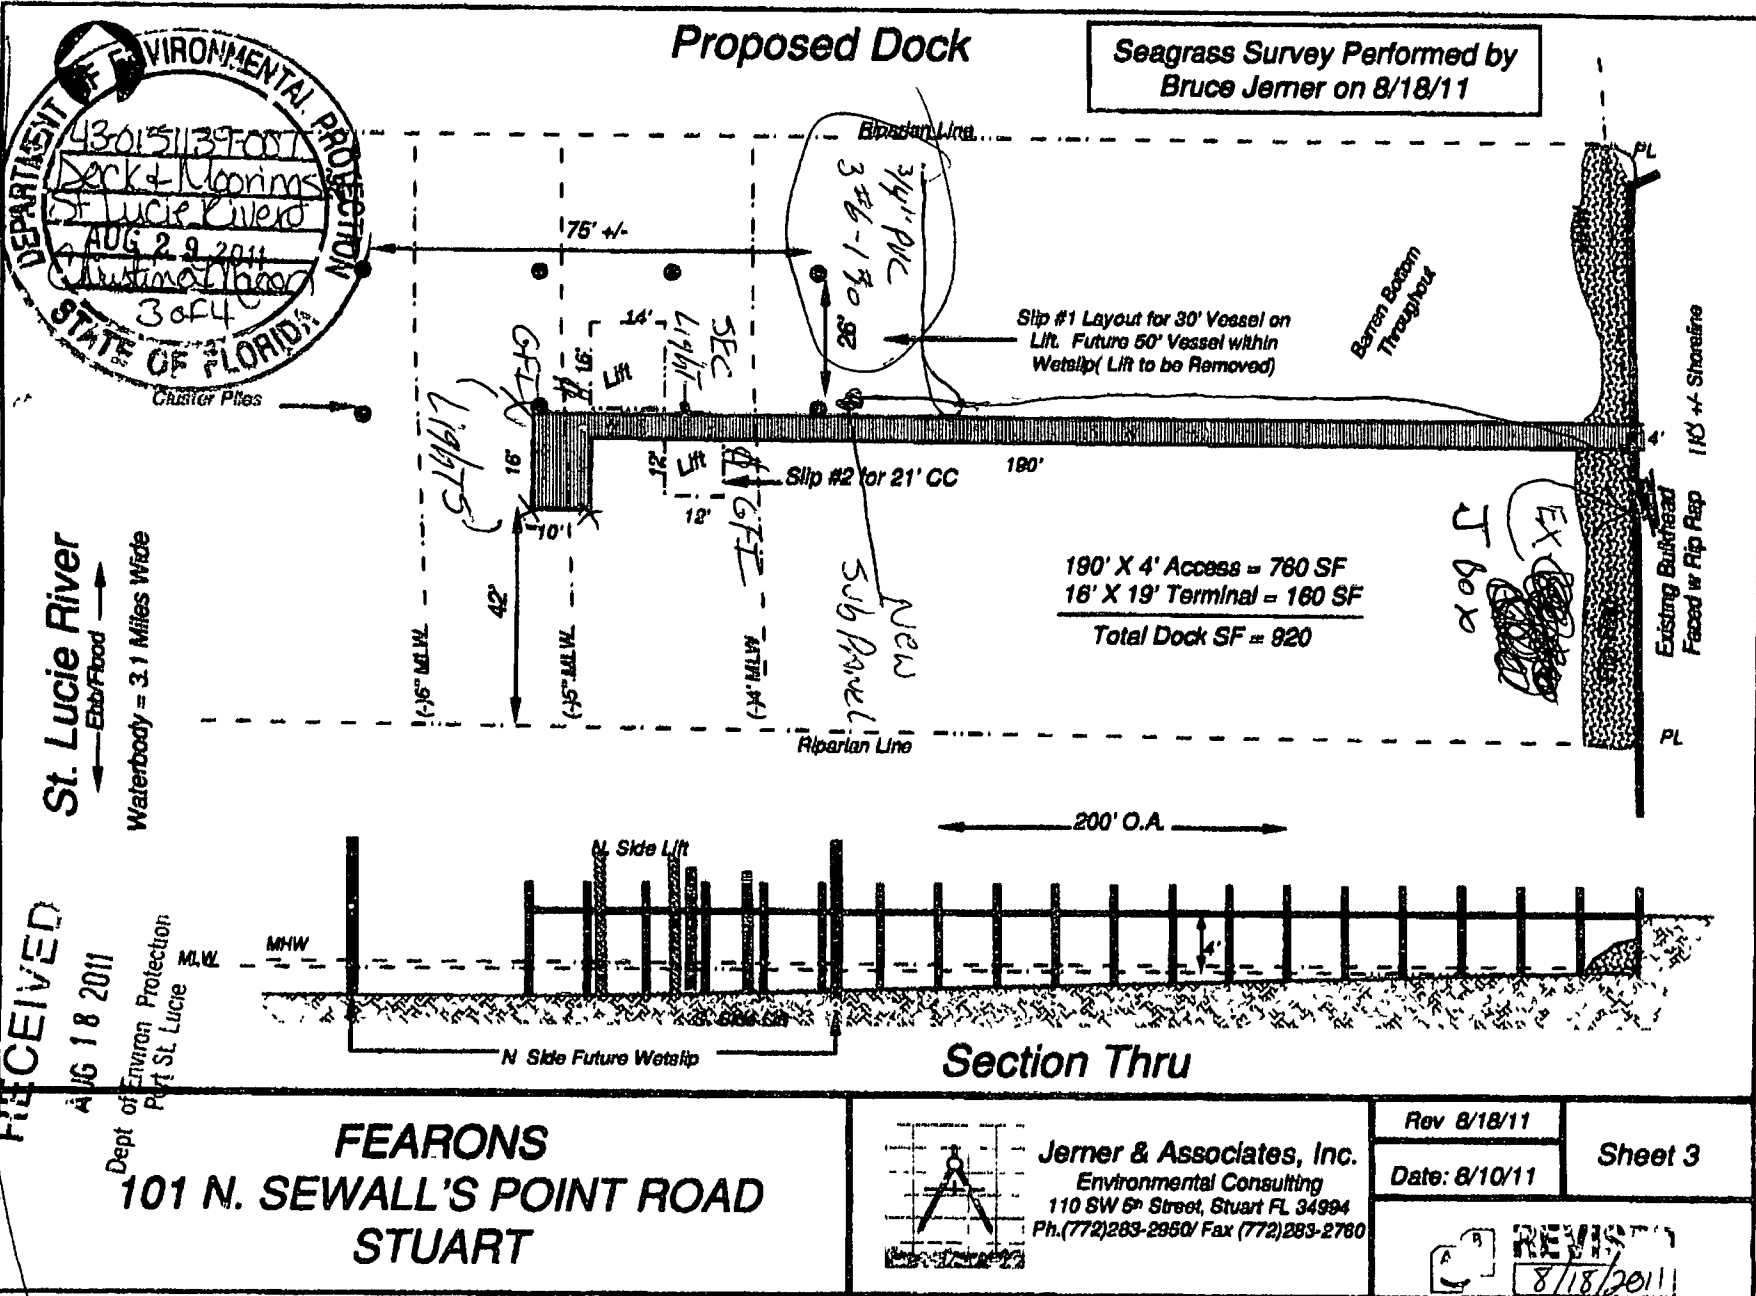 Proposed Dock
Seagrass Survey Performed by
Bruce Jerner on 8/18/11
DEPARTMENT OF ENVIRONMENTAL PROTECTION
Dock & Moorings
St Lucie River
AUG 29 2011
3 of 4
STATE OF FLORIDA
Riparian Line
PL
75' +/-
3/4" PVC
26'
14'
16'
Lift
GFI
SEC
LighT
Slip #1 Layout for 30' Vessel on
Lift. Future 50' Vessel within
Wetslip( Lift to be Removed)
Barren Bottom
Throughout
110' +/- Shoreline
Cluster Piles
LighTS
16'
10'
12'
Lift
12'
GFI
Slip #2 for 21' CC
190'
4'
New
Sub Panel
EX
J Box
Existing Bulkhead
Faced w Rip Rap
42'
190' X 4' Access = 760 SF
16' X 19' Terminal = 160 SF
Total Dock SF = 920
(-)6' MLW
(-)5' MLW
(-)4' MLW
St. Lucie River
Ebb/Flood
Waterbody = 3.1 Miles Wide
Riparian Line
PL
200' O.A.
N. Side Lift
MHW
MLW
4'
N Side Future Wetslip
Section Thru
RECEIVED
AUG 18 2011
Dept of Environ Protection
Port St. Lucie
FEARONS
101 N. SEWALL'S POINT ROAD
STUART
Jerner & Associates, Inc.
Environmental Consulting
110 SW 5th Street, Stuart FL 34994
Ph.(772)283-2950/ Fax (772)283-2760
Rev 8/18/11
Date: 8/10/11
Sheet 3
A
B
8/18/2011